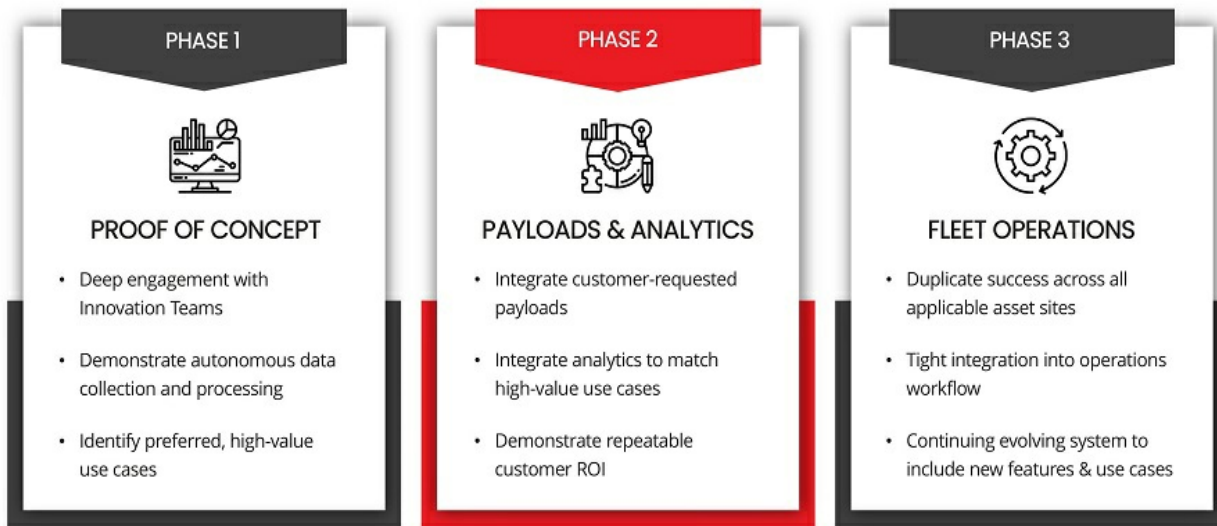 PHASE 1
PROOF OF CONCEPT
• Deep engagement with
Innovation Teams
• Demonstrate autonomous data
collection and processing
• Identify preferred, high-value
use cases
PHASE 2
PAYLOADS & ANALYTICS
• Integrate customer-requested
payloads
• Integrate analytics to match
high-value use cases
• Demonstrate repeatable
customer ROI
PHASE 3
FLEET OPERATIONS
• Duplicate success across all
applicable asset sites
• Tight integration into operations
workflow
• Continuing evolving system to
include new features & use cases